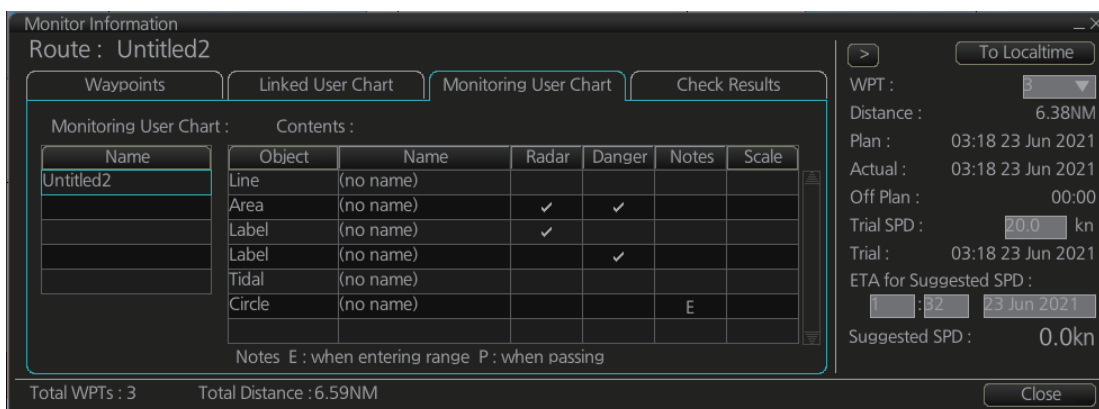 Monitor Information
Route : Untitled2
Waypoints
Linked User Chart
Monitoring User Chart
Check Results
Monitoring User Chart :
Contents :
Name
Untitled2
Object Name Radar Danger Notes Scale
Line (no name)
Area (no name) ✓ ✓
Label (no name) ✓
Label (no name) ✓
Tidal (no name)
Circle (no name) E
Notes E : when entering range P : when passing
> To Localtime
WPT : 3
Distance : 6.38NM
Plan : 03:18 23 Jun 2021
Actual : 03:18 23 Jun 2021
Off Plan : 00:00
Trial SPD : 20.0 kn
Trial : 03:18 23 Jun 2021
ETA for Suggested SPD :
1 :32 23 Jun 2021
Suggested SPD : 0.0kn
Total WPTs : 3 Total Distance : 6.59NM
Close